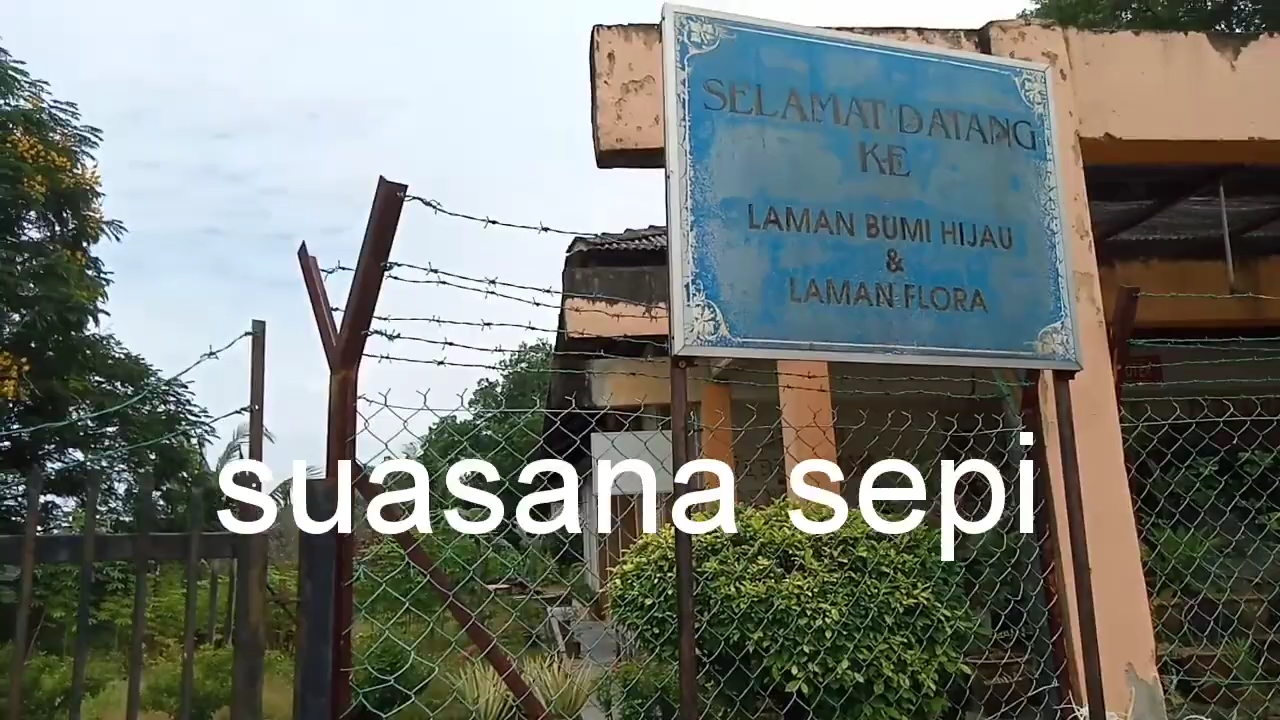 SELAMAT DATANG
KE
LAMAN BUMI HIJAU
&
LAMAN FLORA
suasana sepi